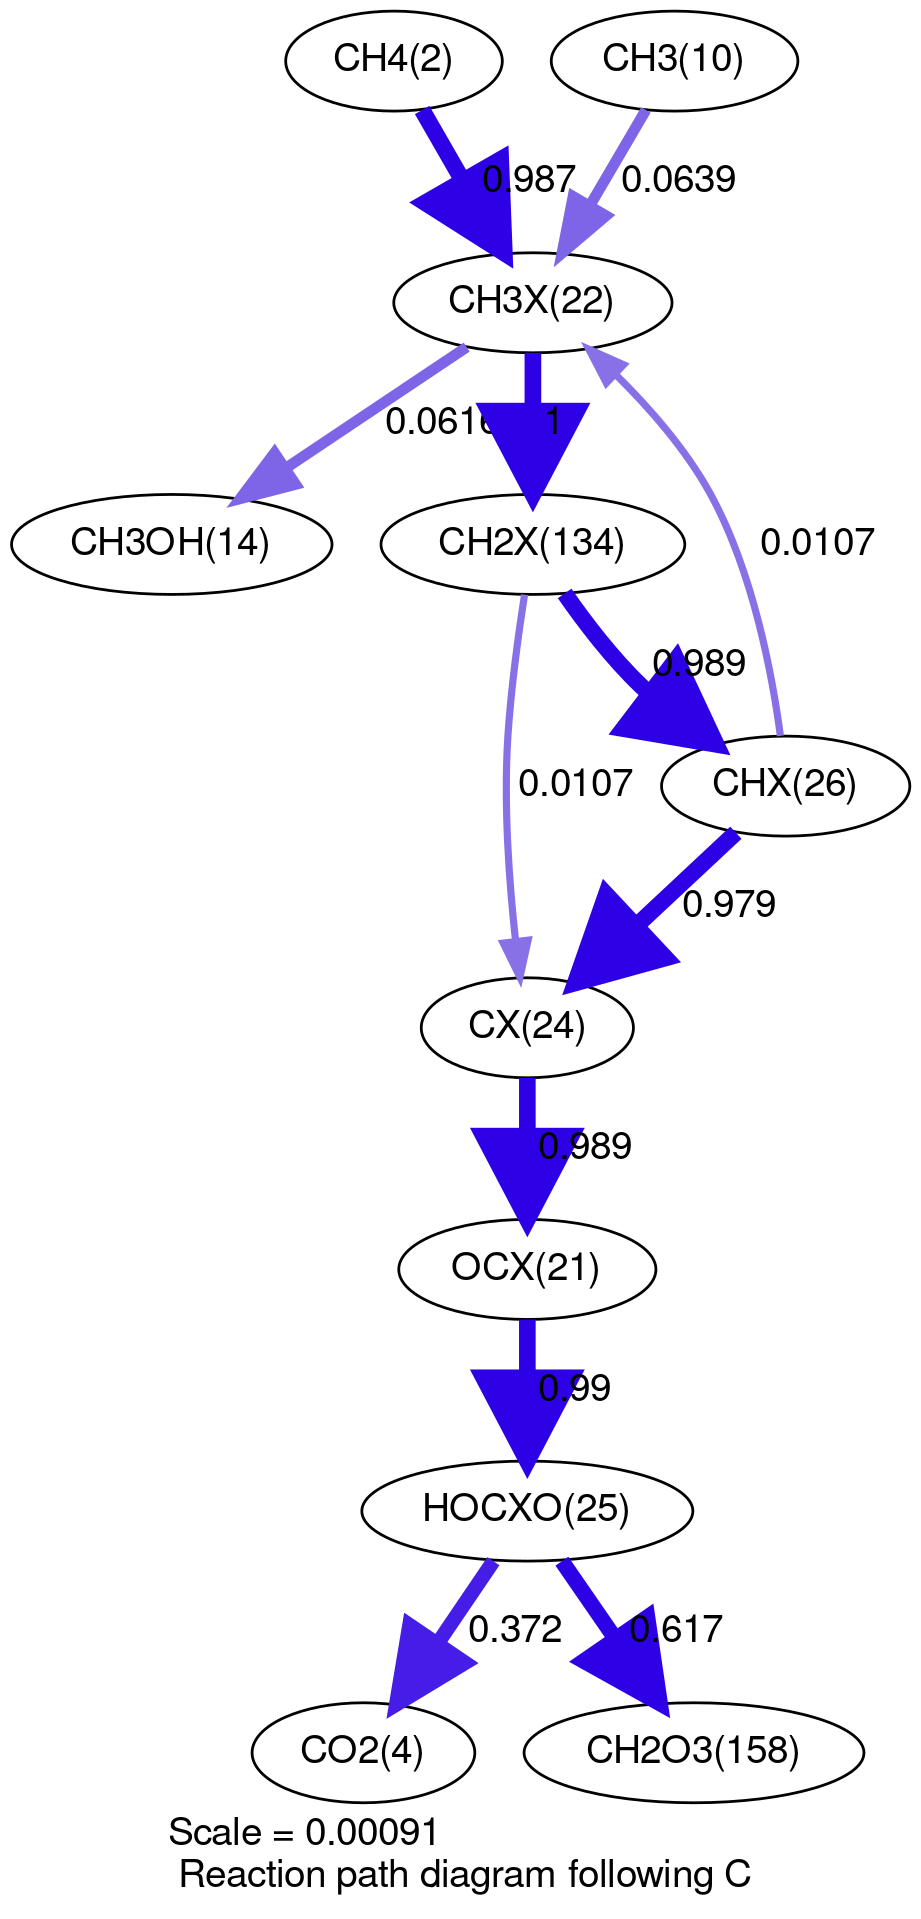 CH4(2)
CH3(10)
0.987
0.0639
CH3X(22)
1
CH3OH(14)
CH2X(134)
0.0107
0.989
0.0107
CHX(26)
0.979
CX(24)
0.989
OCX(21)
0.99
HOCXO(25)
0.372
0.617
CO2(4)
CH2O3(158)
Scale = 0.00091
Reaction path diagram following C